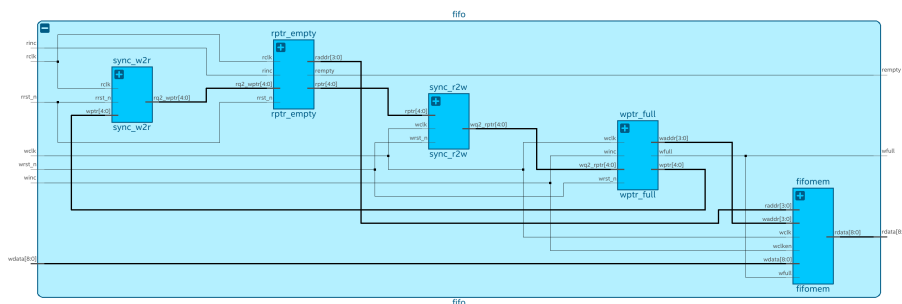 fifo
rinc
rclk
rrst_n
wclk
wrst_n
winc
wdata[8:0]
sync_w2r
rclk
rrst_n
wptr[4:0]
rq2_wptr[4:0]
sync_w2r
rptr_empty
rclk
rinc
rq2_wptr[4:0]
rrst_n
raddr[3:0]
rempty
rptr[4:0]
rptr_empty
sync_r2w
rptr[4:0]
wclk
wrst_n
wq2_rptr[4:0]
sync_r2w
wptr_full
wclk
winc
wq2_rptr[4:0]
wrst_n
waddr[3:0]
wfull
wptr[4:0]
wptr_full
fifomem
raddr[3:0]
waddr[3:0]
wclk
wclken
wdata[8:0]
wfull
rdata[8:0]
fifomem
rempty
wfull
rdata[8:
fifo